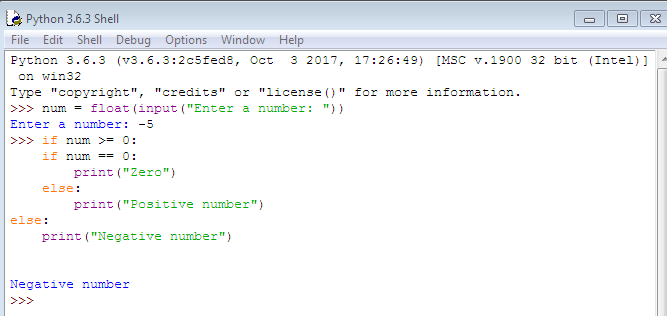 Python 3.6.3 Shell
File Edit Shell Debug Options Window Help
Python 3.6.3 (v3.6.3:2c5fed8, Oct  3 2017, 17:26:49) [MSC v.1900 32 bit (Intel)]
 on win32
Type "copyright", "credits" or "license()" for more information.
>>> num = float(input("Enter a number: "))
Enter a number: -5
>>> if num >= 0:
    if num == 0:
        print("Zero")
    else:
        print("Positive number")
else:
    print("Negative number")
Negative number
>>>